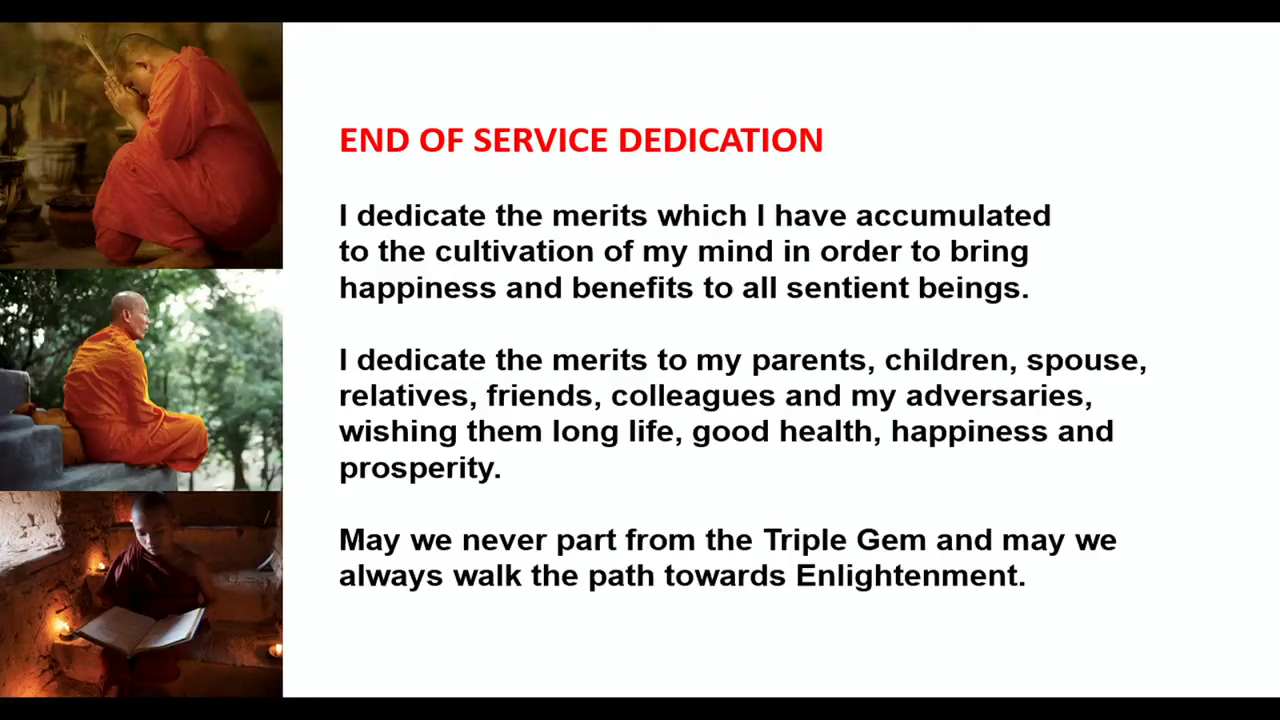 END OF SERVICE DEDICATION
I dedicate the merits which I have accumulated
to the cultivation of my mind in order to bring
happiness and benefits to all sentient beings.
I dedicate the merits to my parents, children, spouse,
relatives, friends, colleagues and my adversaries,
wishing them long life, good health, happiness and
prosperity.
May we never part from the Triple Gem and may we
always walk the path towards Enlightenment.